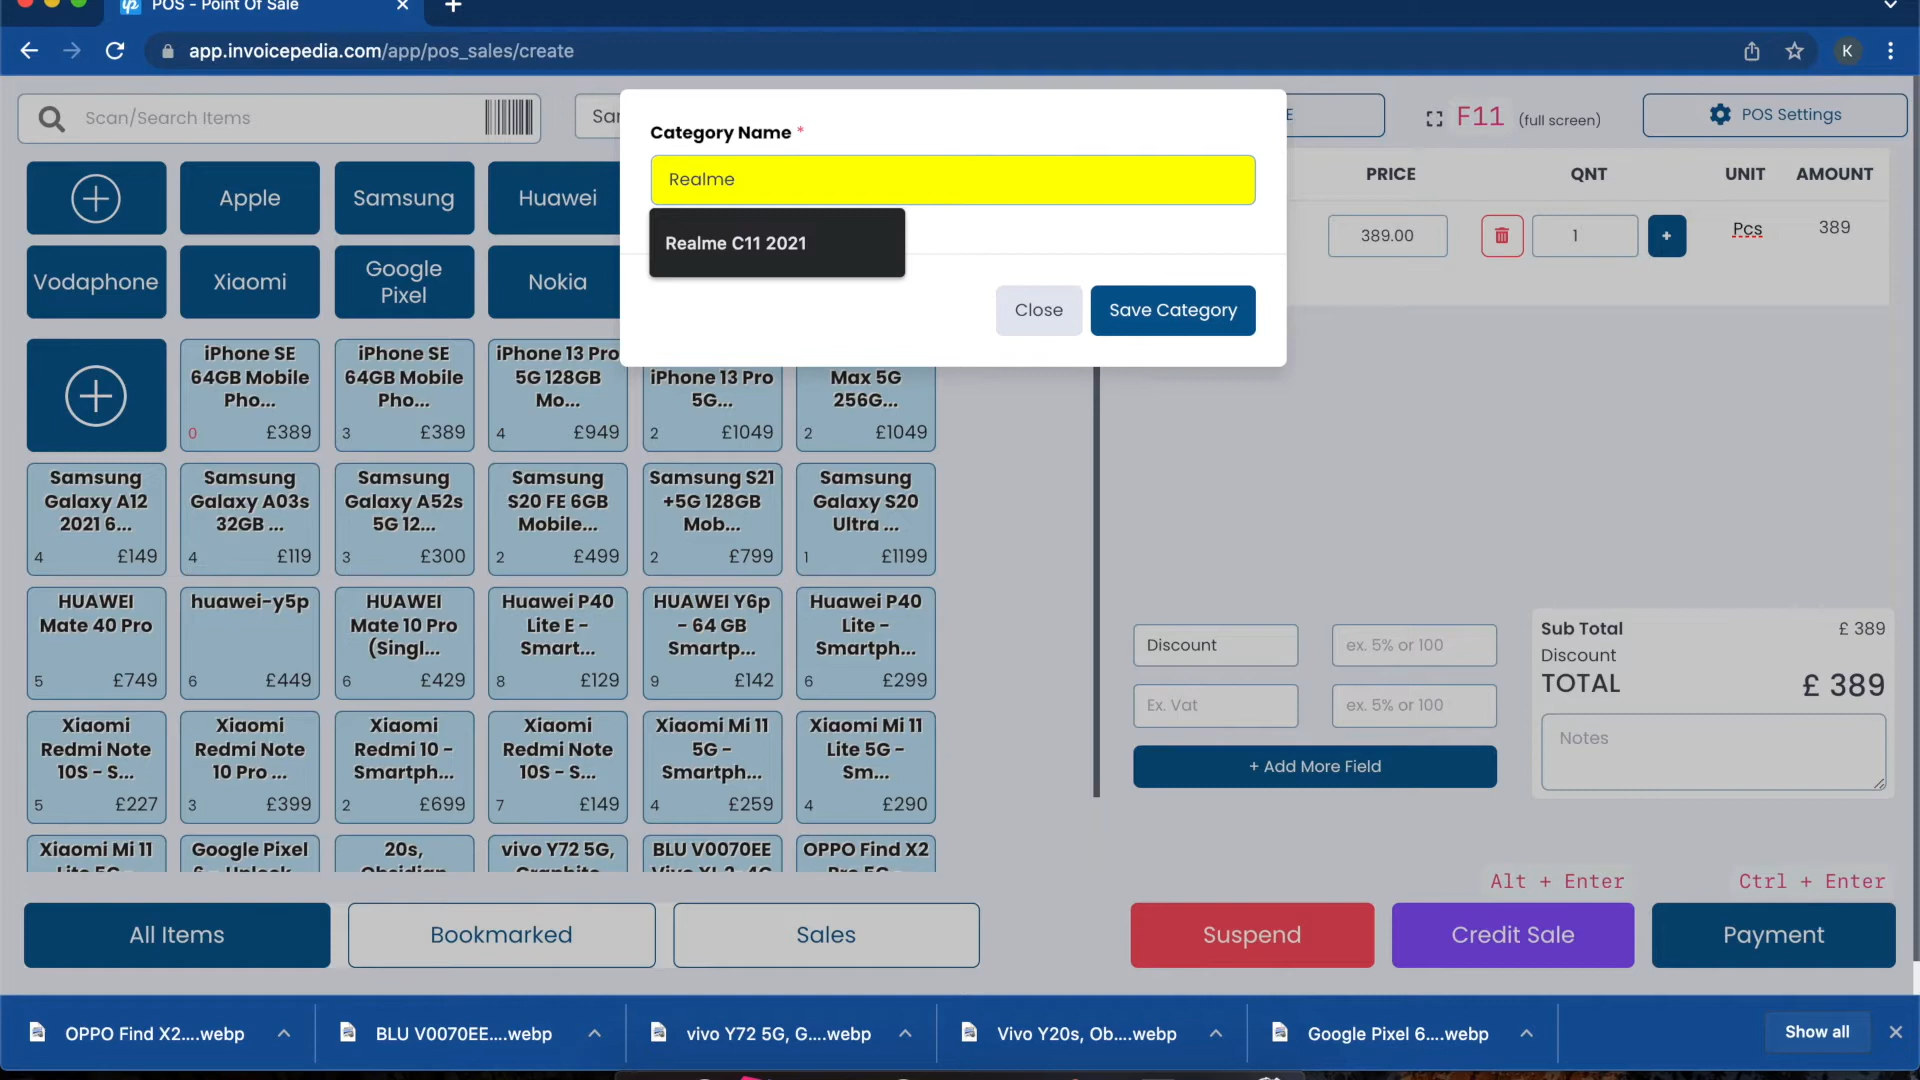 POS - Point Of Sale
app.invoicepedia.com/app/pos_sales/create
K
Scan/Search Items
Category Name *
Realme
Realme C11 2021
Close
Save Category
F11 (full screen)
POS Settings
PRICE
QNT
UNIT
AMOUNT
389.00
1
+
Pcs
389
Apple
Samsung
Huawei
Vodaphone
Xiaomi
Google
Pixel
Nokia
iPhone SE
64GB Mobile
Pho...
0
£389
iPhone SE
64GB Mobile
Pho...
3
£389
iPhone 13 Pro
5G 128GB
Mo...
4
£949
iPhone 13 Pro
5G...
2
£1049
Max 5G
256G...
2
£1049
Samsung
Galaxy A12
2021 6...
4
£149
Samsung
Galaxy A03s
32GB ...
4
£119
Samsung
Galaxy A52s
5G 12...
3
£300
Samsung
S20 FE 6GB
Mobile...
2
£499
Samsung S21
+5G 128GB
Mob...
2
£799
Samsung
Galaxy S20
Ultra ...
1
£1199
HUAWEI
Mate 40 Pro
5
£749
huawei-y5p
6
£449
HUAWEI
Mate 10 Pro
(Singl...
6
£429
Huawei P40
Lite E -
Smart...
8
£129
HUAWEI Y6p
- 64 GB
Smartp...
9
£142
Huawei P40
Lite -
Smartph...
6
£299
Xiaomi
Redmi Note
10S - S...
5
£227
Xiaomi
Redmi Note
10 Pro ...
3
£399
Xiaomi
Redmi 10 -
Smartph...
2
£699
Xiaomi
Redmi Note
10S - S...
7
£149
Xiaomi Mi 11
5G -
Smartph...
4
£259
Xiaomi Mi 11
Lite 5G -
Sm...
4
£290
Xiaomi Mi 11
Lite 5G -
Google Pixel
6 - Unlock
20s,
Obsidian
vivo Y72 5G,
Graphite
BLU V0070EE
Vivo XL2-4G
OPPO Find X2
Pro 5G -
Discount
ex. 5% or 100
Ex. Vat
ex. 5% or 100
+ Add More Field
Sub Total
£ 389
Discount
TOTAL
£ 389
Notes
Alt + Enter
Ctrl + Enter
All Items
Bookmarked
Sales
Suspend
Credit Sale
Payment
OPPO Find X2....webp
BLU V0070EE....webp
vivo Y72 5G, G....webp
Vivo Y20s, Ob....webp
Google Pixel 6....webp
Show all